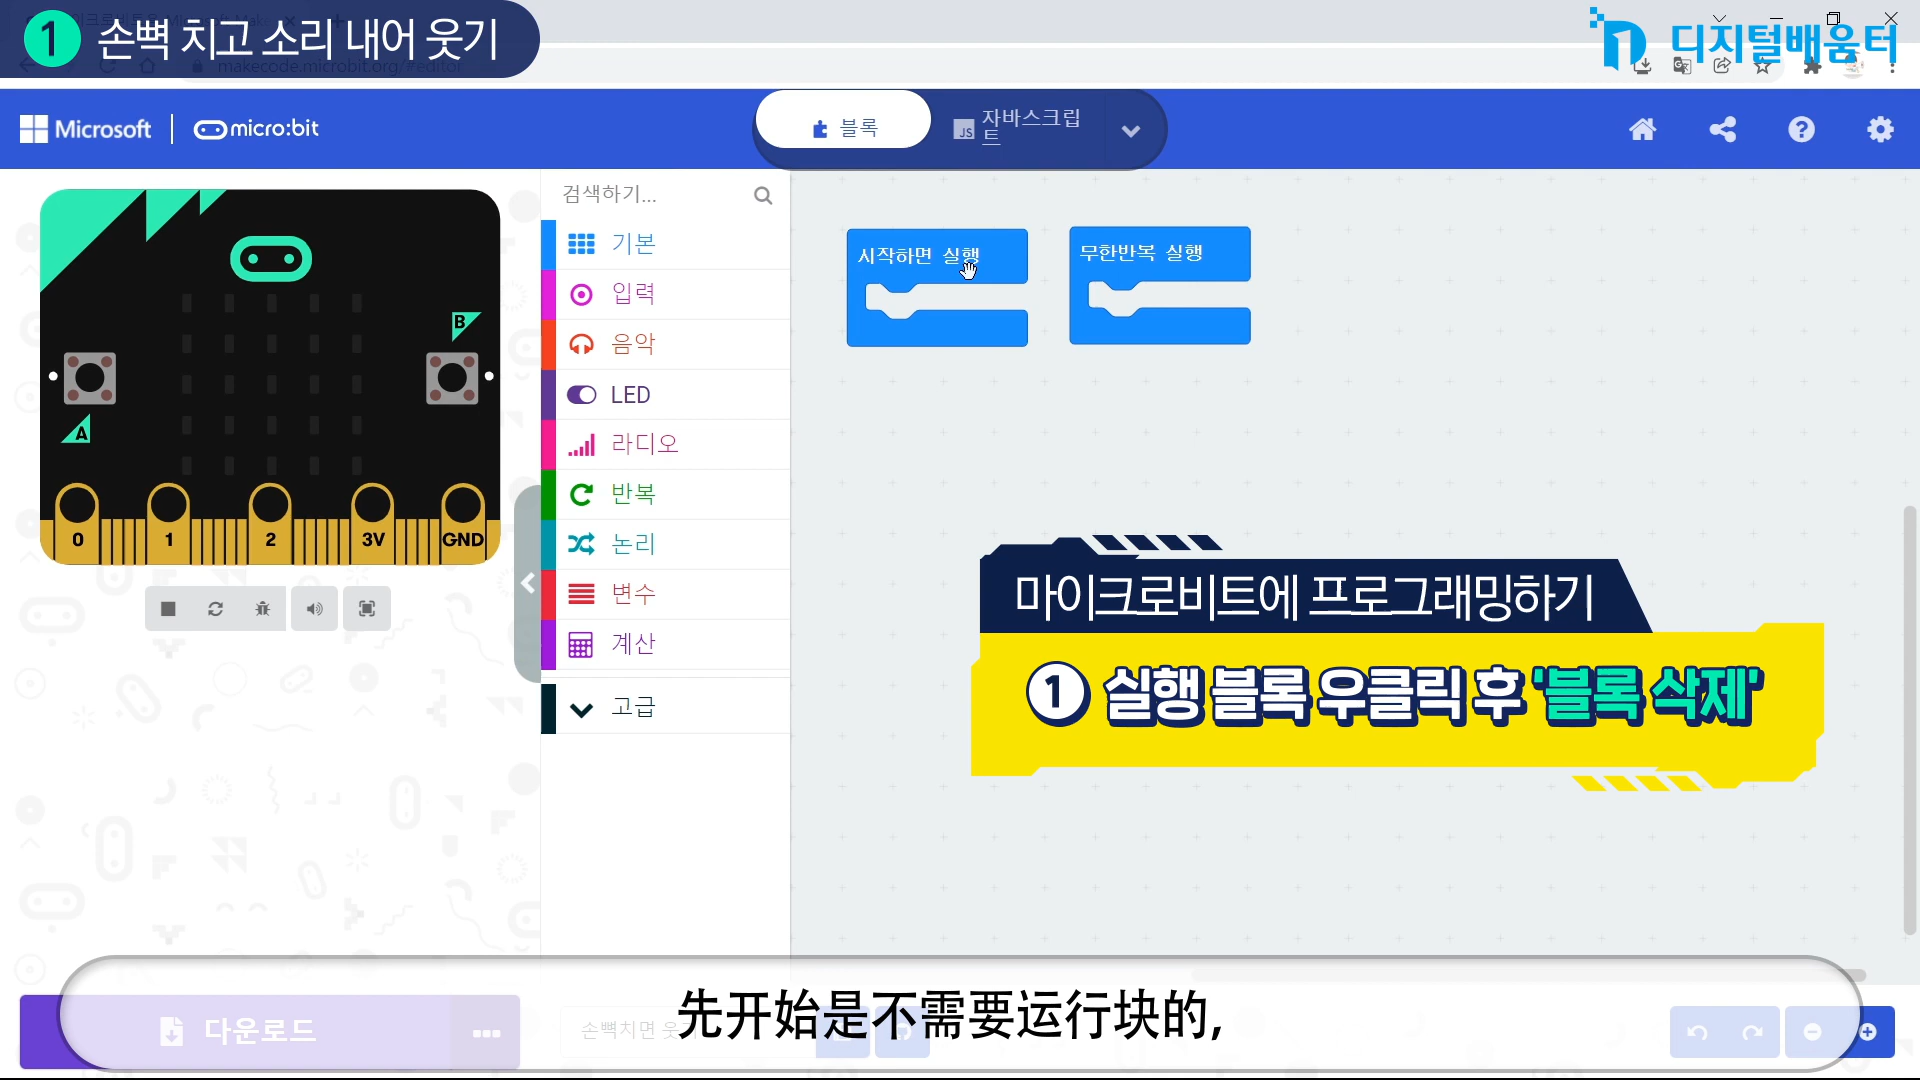 1 손뼉 치고 소리 내어 웃기
디지털배움터
makecode.microbit.org/#editor
Microsoft
micro:bit
블록
JS 자바스크립
트
검색하기...
기본
입력
음악
LED
라디오
반복
논리
변수
계산
고급
B
A
0 1 2 3V GND
시작하면 실행
무한반복 실행
마이크로비트에 프로그래밍하기
1 실행 블록 우클릭 후 '블록 삭제'
다운로드
손뼉치면 웃
先开始是不需要运行块的,